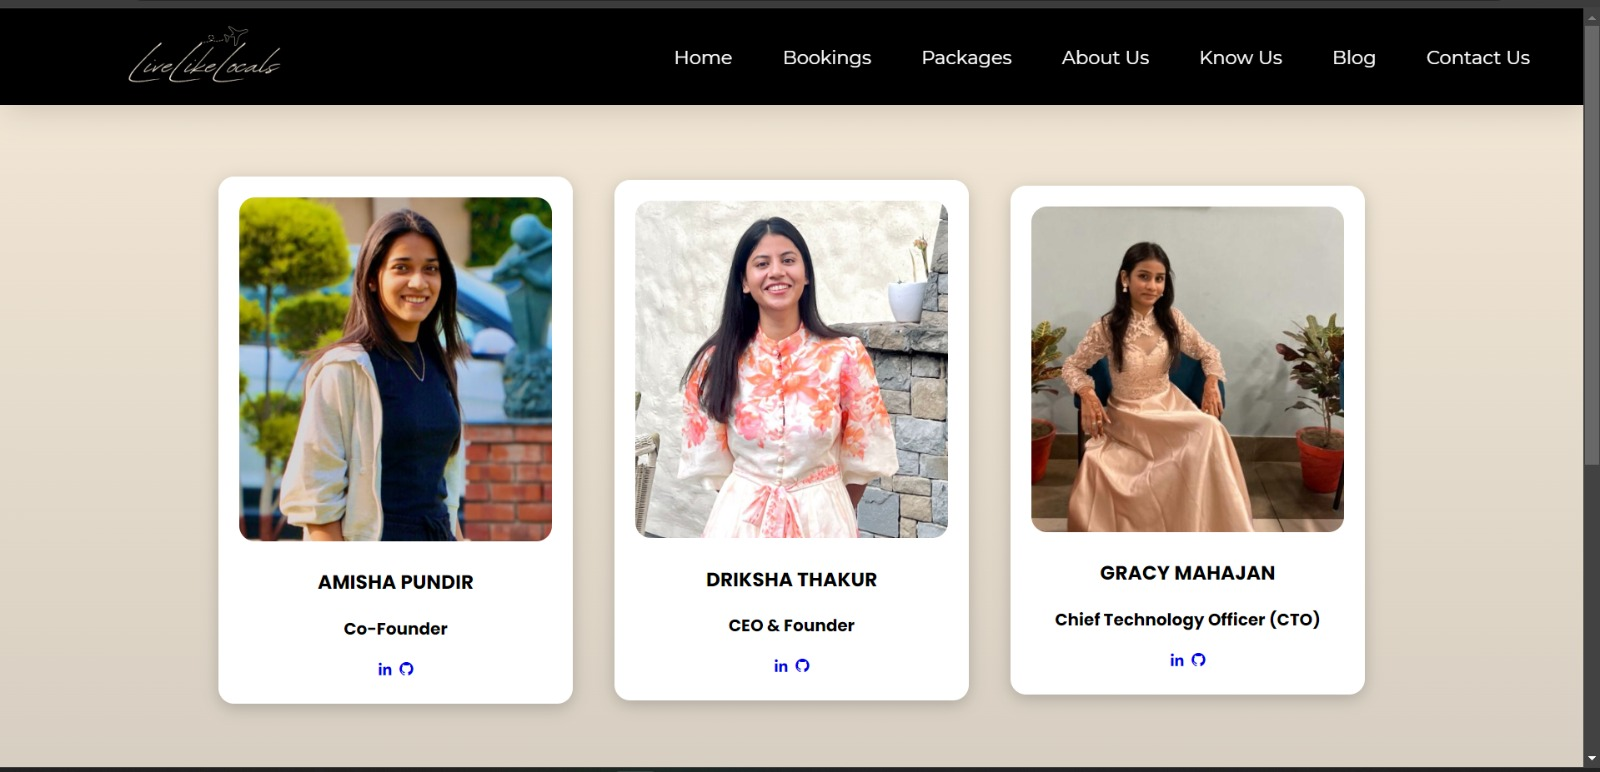 LiveLikeLocals
Home Bookings Packages About Us Know Us Blog Contact Us
AMISHA PUNDIR
Co-Founder
in
DRIKSHA THAKUR
CEO & Founder
in
GRACY MAHAJAN
Chief Technology Officer (CTO)
in